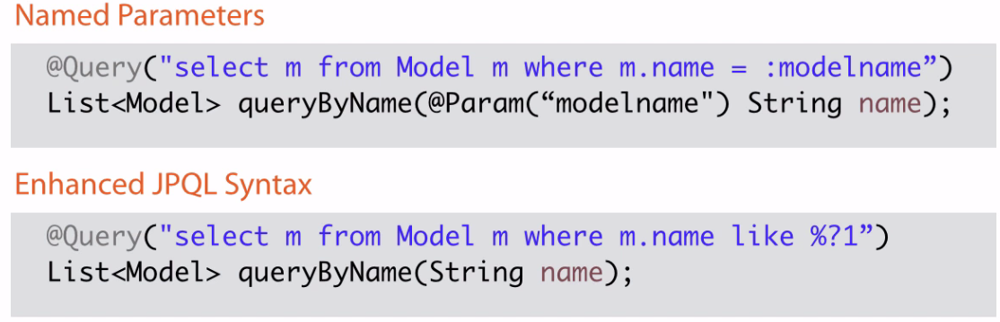 Named Parameters
@Query("select m from Model m where m.name = :modelname”)
List<Model> queryByName(@Param(“modelname") String name);
Enhanced JPQL Syntax
@Query("select m from Model m where m.name like %?1”)
List<Model> queryByName(String name);